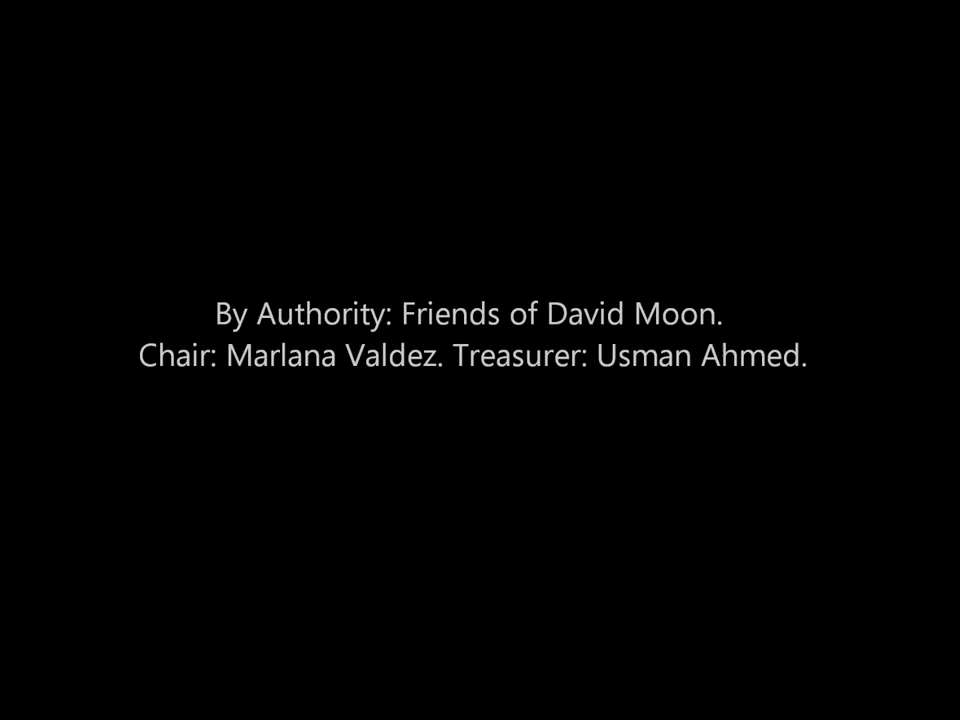 By Authority: Friends of David Moon.
Chair: Marlana Valdez. Treasurer: Usman Ahmed.